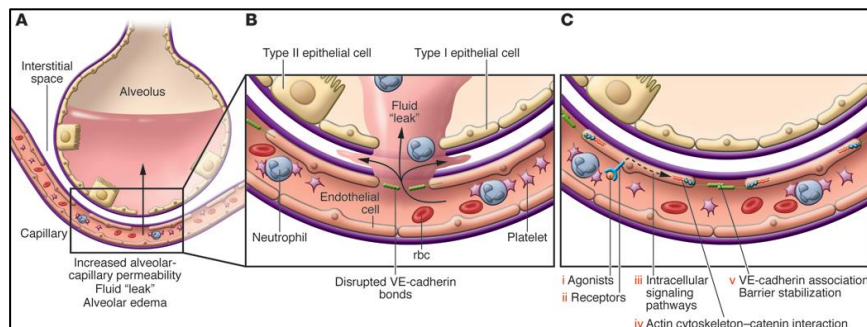 A
Interstitial
space
Alveolus
Capillary
Increased alveolar-
capillary permeability
Fluid "leak"
Alveolar edema
B
Type II epithelial cell
Type I epithelial cell
Fluid
"leak"
Endothelial
cell
Neutrophil
rbc
Platelet
Disrupted VE-cadherin
bonds
C
i Agonists
ii Receptors
iii Intracellular
signaling
pathways
iv Actin cytoskeleton–catenin interaction
v VE-cadherin association
Barrier stabilization